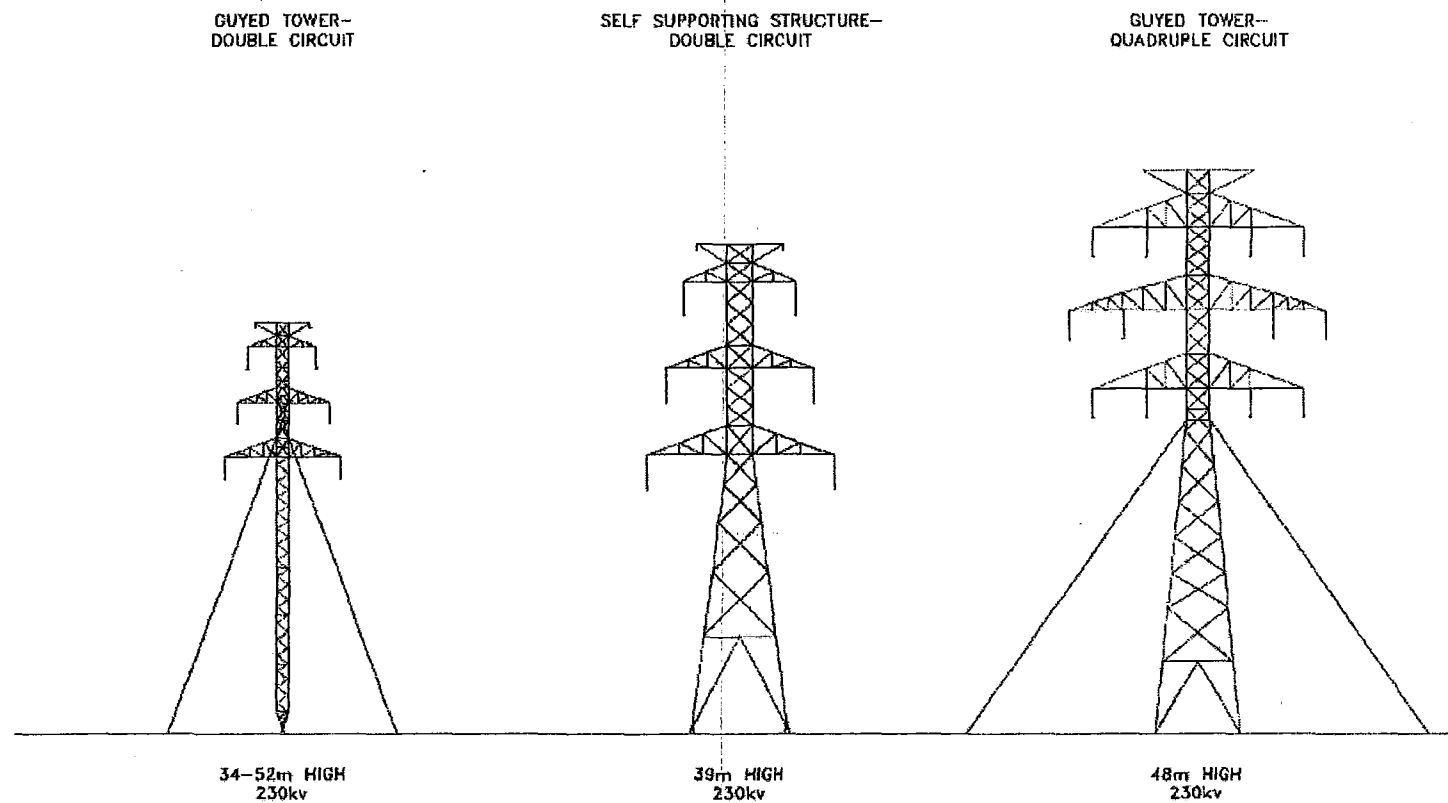 GUYED TOWER-
DOUBLE CIRCUIT
SELF SUPPORTING STRUCTURE-
DOUBLE CIRCUIT
GUYED TOWER-
QUADRUPLE CIRCUIT
34-52m HIGH
230kv
39m HIGH
230kv
48m HIGH
230kv